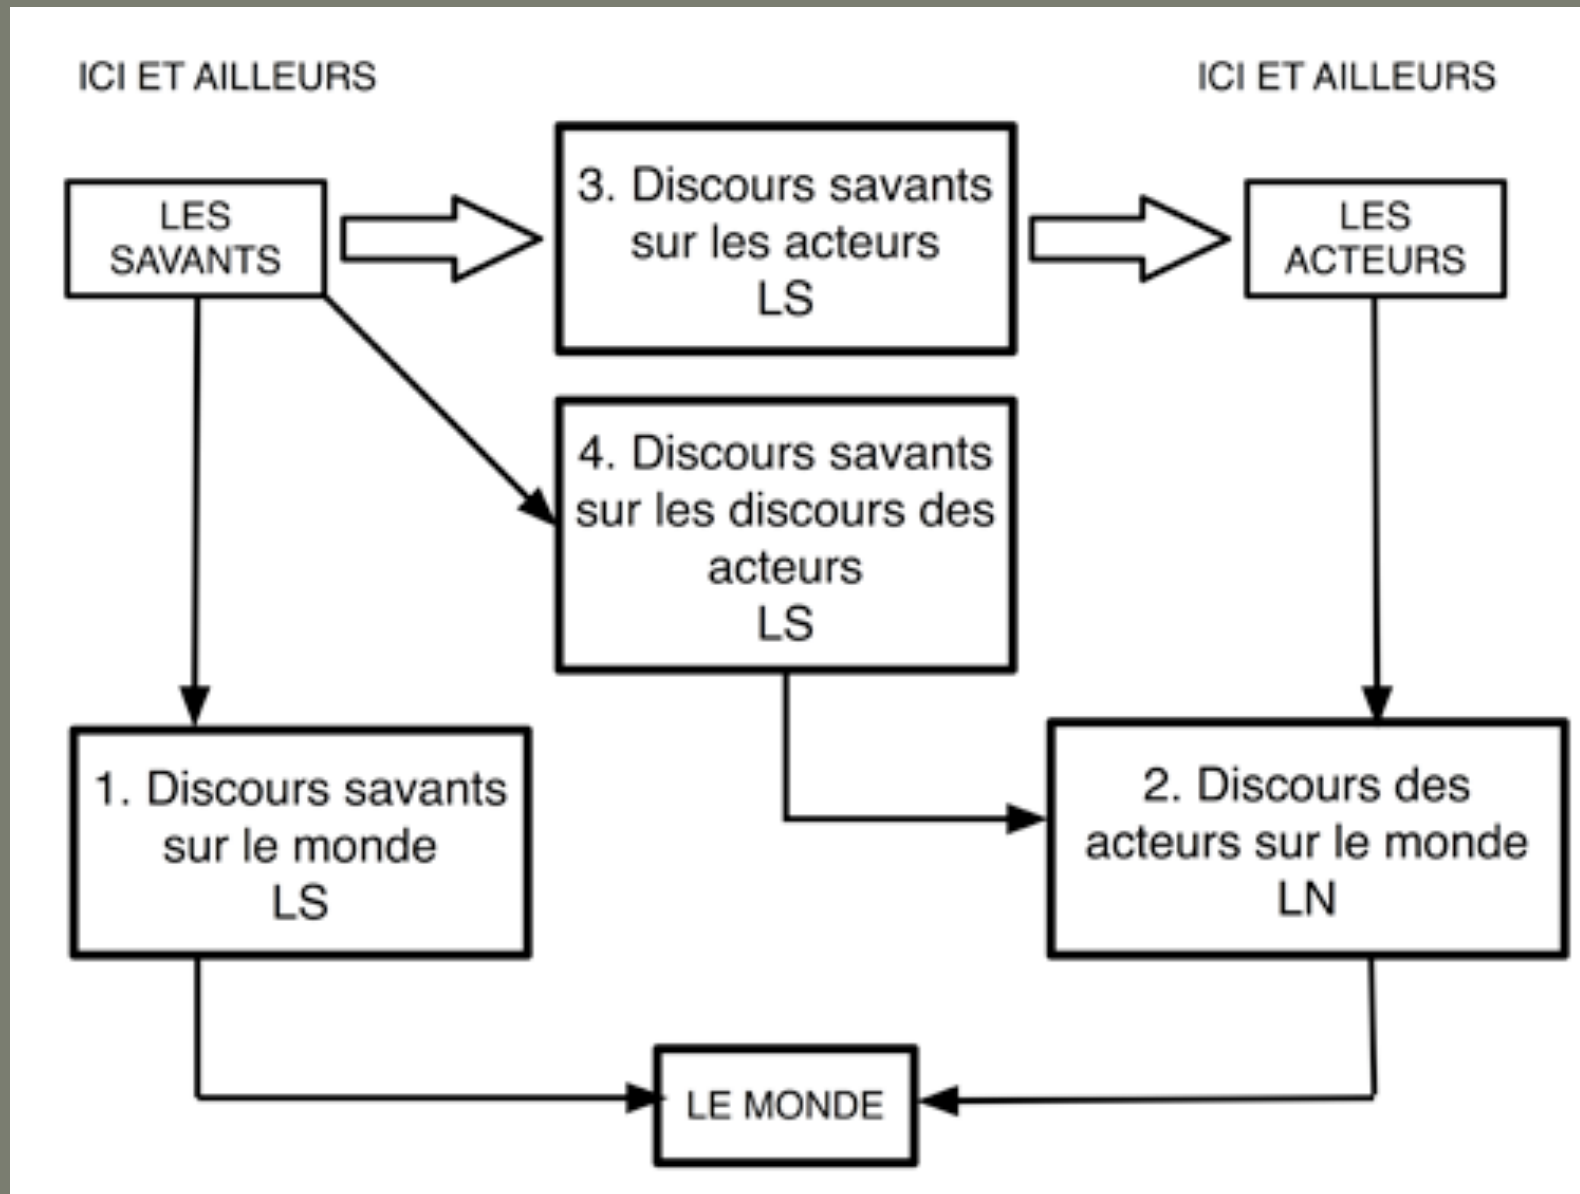 ICI ET AILLEURS
ICI ET AILLEURS
LES
SAVANTS
3. Discours savants
sur les acteurs
LS
LES
ACTEURS
4. Discours savants
sur les discours des
acteurs
LS
1. Discours savants
sur le monde
LS
2. Discours des
acteurs sur le monde
LN
LE MONDE